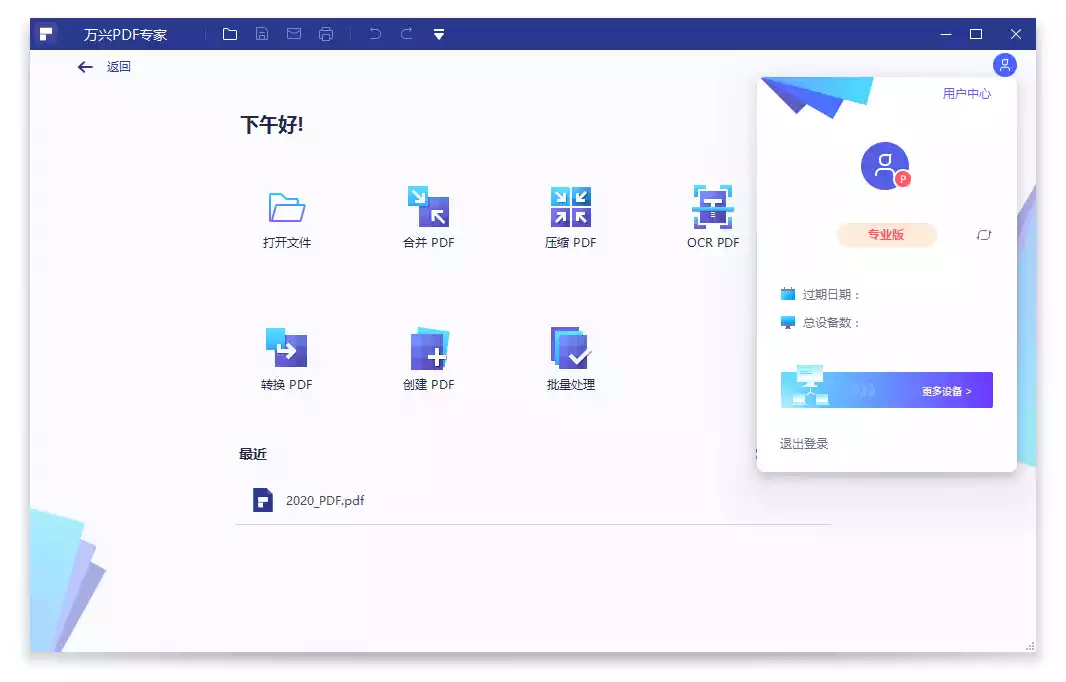 万兴PDF专家
返回
用户中心
下午好!
P
专业版
打开文件
合并 PDF
压缩 PDF
OCR PDF
过期日期：
总设备数：
转换 PDF
创建 PDF
批量处理
更多设备 >
退出登录
最近
2020_PDF.pdf